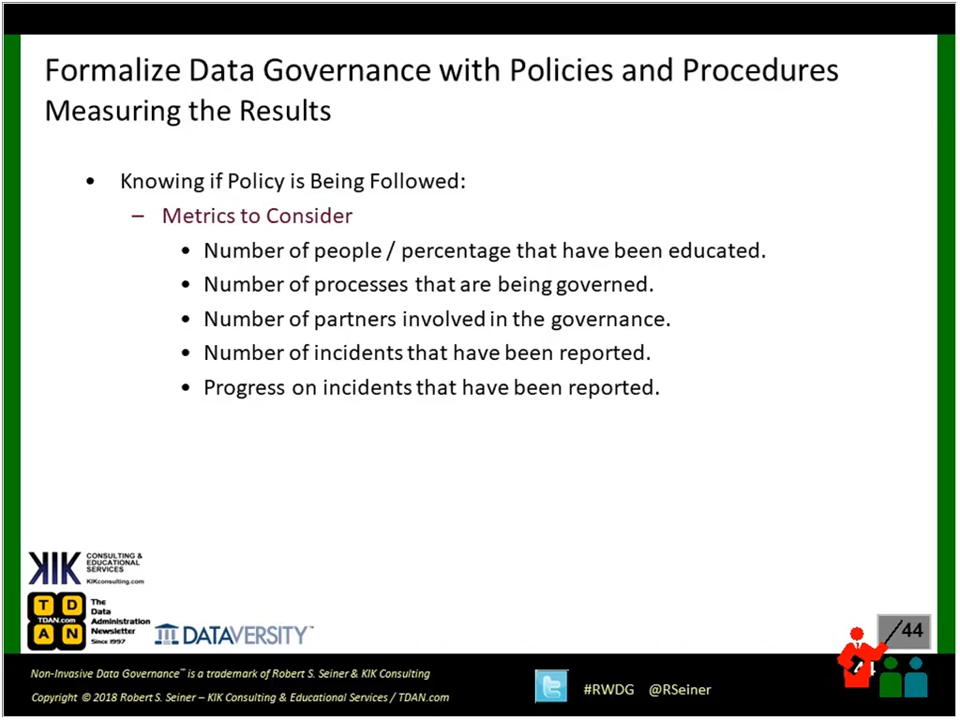 Formalize Data Governance with Policies and Procedures
Measuring the Results
• Knowing if Policy is Being Followed:
– Metrics to Consider
• Number of people / percentage that have been educated.
• Number of processes that are being governed.
• Number of partners involved in the governance.
• Number of incidents that have been reported.
• Progress on incidents that have been reported.
KIK CONSULTING &
EDUCATIONAL
SERVICES
KIKconsulting.com
T D
TDAN.com
A N
The
Data
Administration
Newsletter
Since 1997
DATAVERSITY™
/44
Non-Invasive Data Governance™ is a trademark of Robert S. Seiner & KIK Consulting
Copyright © 2018 Robert S. Seiner – KIK Consulting & Educational Services / TDAN.com
#RWDG @RSeiner